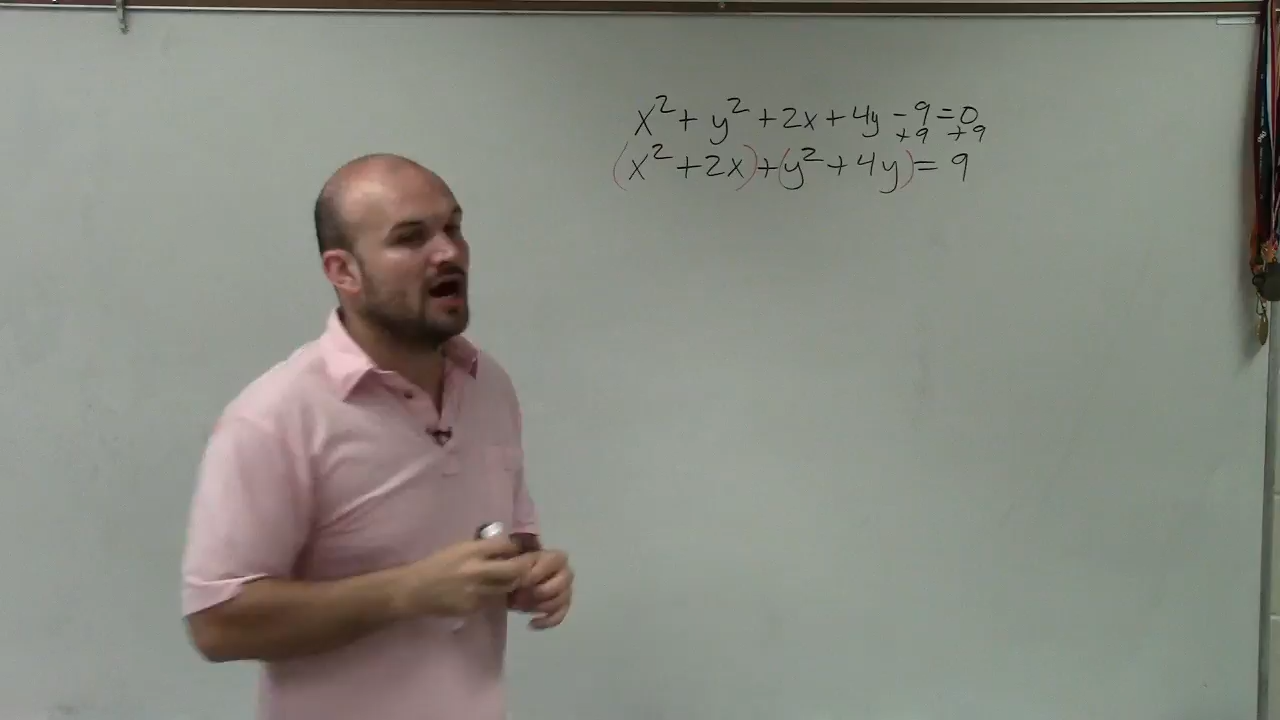 x² + y² + 2x + 4y - 9 = 0
+9 +9
(x² + 2x) + (y² + 4y) = 9